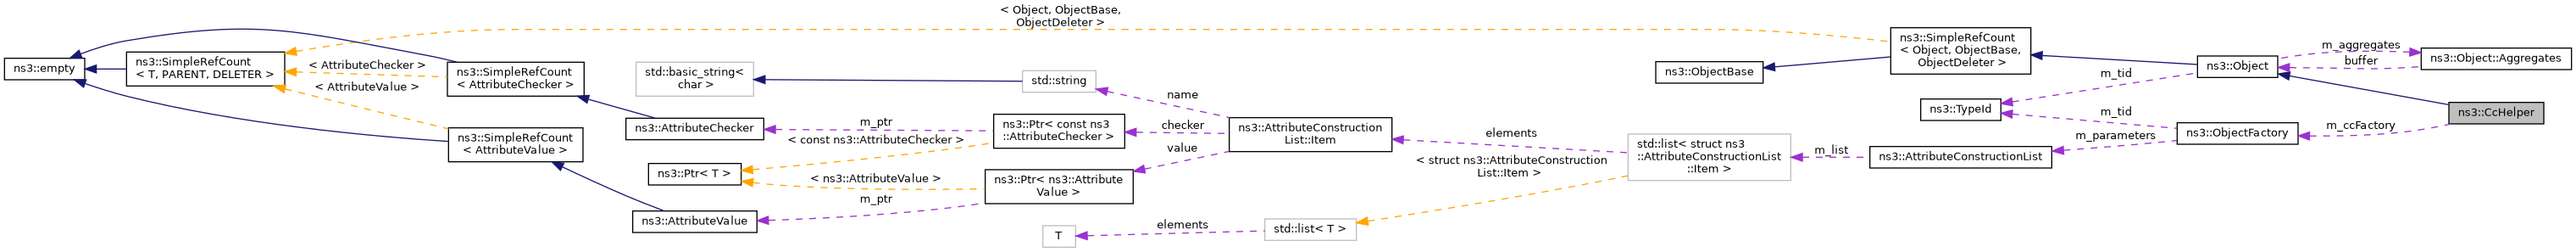 < Object, ObjectBase,
ObjectDeleter >
ns3::empty
ns3::SimpleRefCount
< T, PARENT, DELETER >
< AttributeChecker >
< AttributeValue >
ns3::SimpleRefCount
< AttributeChecker >
ns3::SimpleRefCount
< AttributeValue >
std::basic_string<
char >
ns3::AttributeChecker
ns3::Ptr< T >
ns3::AttributeValue
m_ptr
< const ns3::AttributeChecker >
< ns3::AttributeValue >
m_ptr
std::string
ns3::Ptr< const ns3
::AttributeChecker >
ns3::Ptr< ns3::Attribute
Value >
T
name
checker
value
elements
ns3::AttributeConstruction
List::Item
std::list< T >
elements
< struct ns3::AttributeConstruction
List::Item >
std::list< struct ns3
::AttributeConstructionList
::Item >
ns3::ObjectBase
m_list
ns3::SimpleRefCount
< Object, ObjectBase,
ObjectDeleter >
ns3::TypeId
ns3::AttributeConstructionList
m_tid
m_tid
m_parameters
ns3::Object
ns3::ObjectFactory
m_aggregates
buffer
m_ccFactory
ns3::Object::Aggregates
ns3::CcHelper